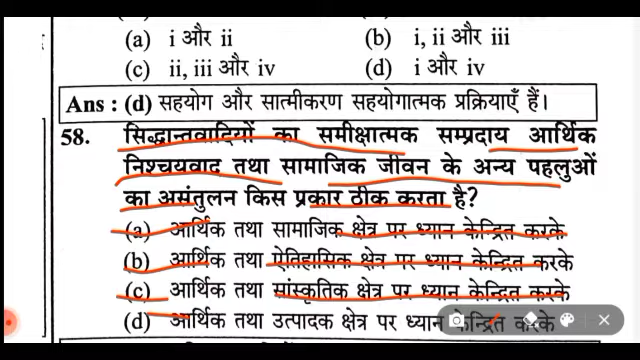 (a) i और ii (b) i, ii और iii
(c) ii, iii और iv (d) i और iv
Ans : (d) सहयोग और सात्मीकरण सहयोगात्मक प्रक्रियाएँ हैं।
58. सिद्धान्तवादियों का समीक्षात्मक सम्प्रदाय आर्थिक
निश्चयवाद तथा सामाजिक जीवन के अन्य पहलुओं
का असंतुलन किस प्रकार ठीक करता है?
(a) आर्थिक तथा सामाजिक क्षेत्र पर ध्यान केन्द्रित करके
(b) आर्थिक तथा ऐतिहासिक क्षेत्र पर ध्यान केन्द्रित करके
(c) आर्थिक तथा सांस्कृतिक क्षेत्र पर ध्यान केन्द्रित करके
(d) आर्थिक तथा उत्पादक क्षेत्र पर ध्यान केन्द्रित करके